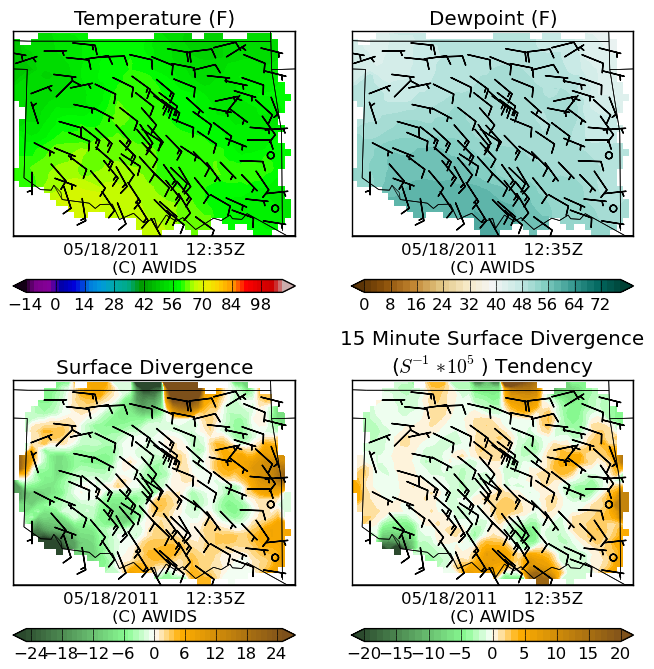 Temperature (F)
Dewpoint (F)
05/18/2011 12:35Z
(C) AWIDS
−14 0 14 28 42 56 70 84 98
05/18/2011 12:35Z
(C) AWIDS
0 8 16 24 32 40 48 56 64 72
Surface Divergence
15 Minute Surface Divergence
(S⁻¹ *10⁵ ) Tendency
05/18/2011 12:35Z
(C) AWIDS
−24 −18 −12 −6 0 6 12 18 24
05/18/2011 12:35Z
(C) AWIDS
−20 −15 −10 −5 0 5 10 15 20